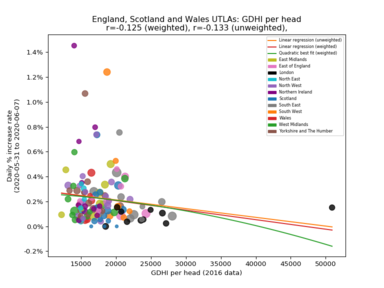 England, Scotland and Wales UTLAs: GDHI per head
r=-0.125 (weighted), r=-0.133 (unweighted),
Daily % increase rate
(2020-05-31 to 2020-06-07)
1.4%
1.2%
1.0%
0.8%
0.6%
0.4%
0.2%
0.0%
-0.2%
Linear regression (unweighted)
Linear regression (weighted)
Quadratic best fit (weighted)
East Midlands
East of England
London
North East
North West
Northern Ireland
Scotland
South East
South West
Wales
West Midlands
Yorkshire and The Humber
15000
20000
25000
30000
35000
40000
45000
50000
GDHI per head (2016 data)